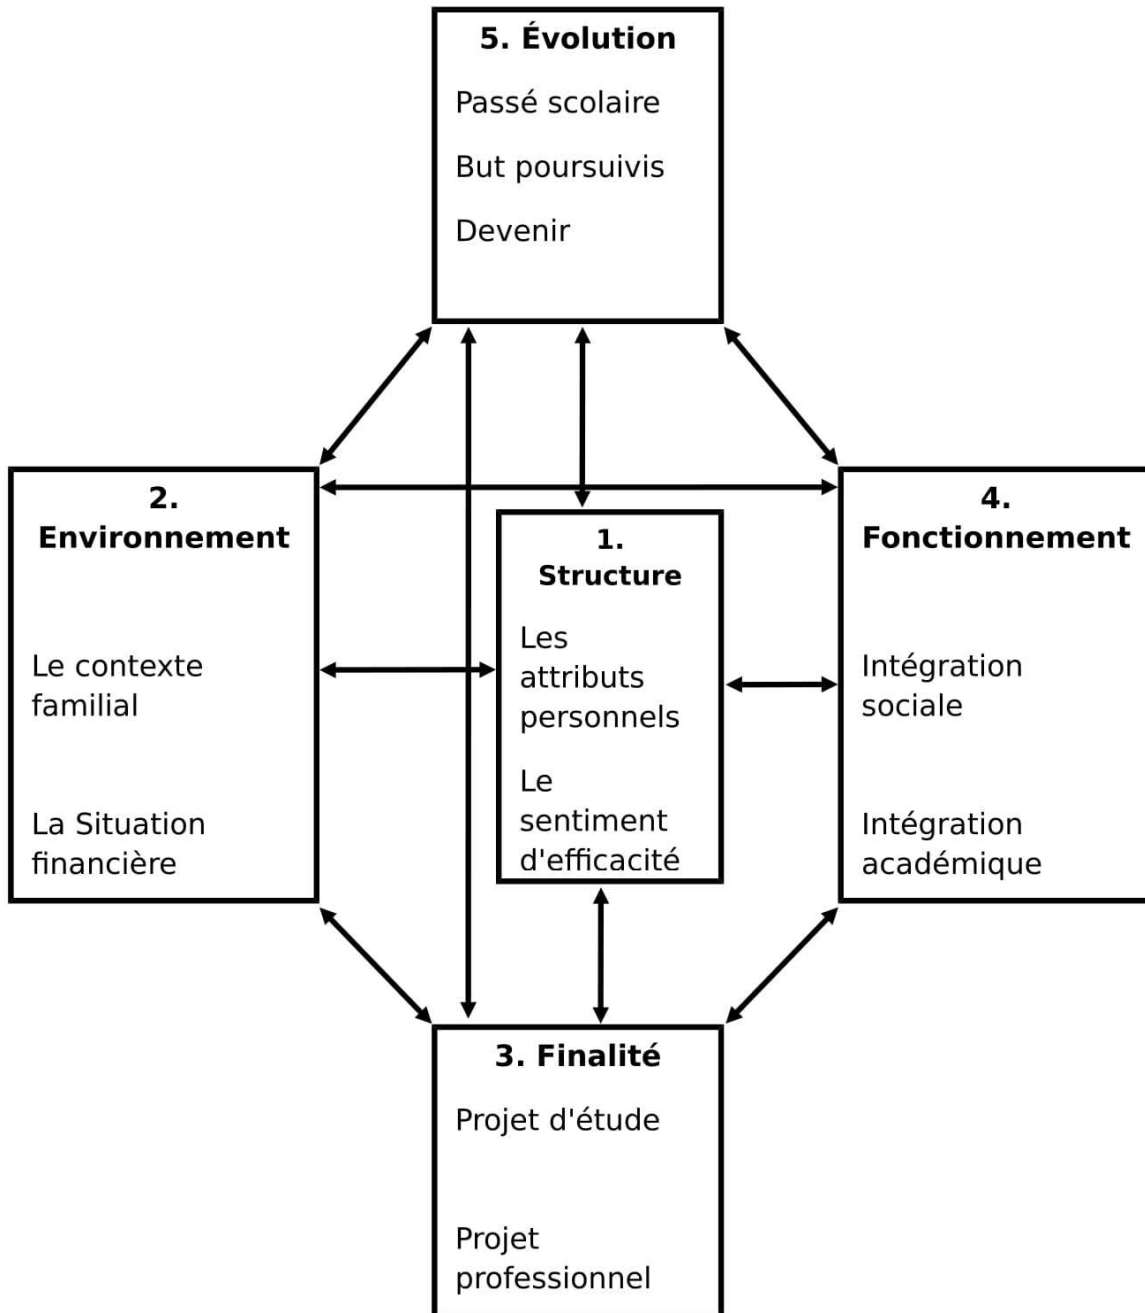 5. Évolution
Passé scolaire
But poursuivis
Devenir
2.
Environnement
Le contexte
familial
La Situation
financière
1.
Structure
Les
attributs
personnels
Le
sentiment
d'efficacité
4.
Fonctionnement
Intégration
sociale
Intégration
académique
3. Finalité
Projet d'étude
Projet
professionnel